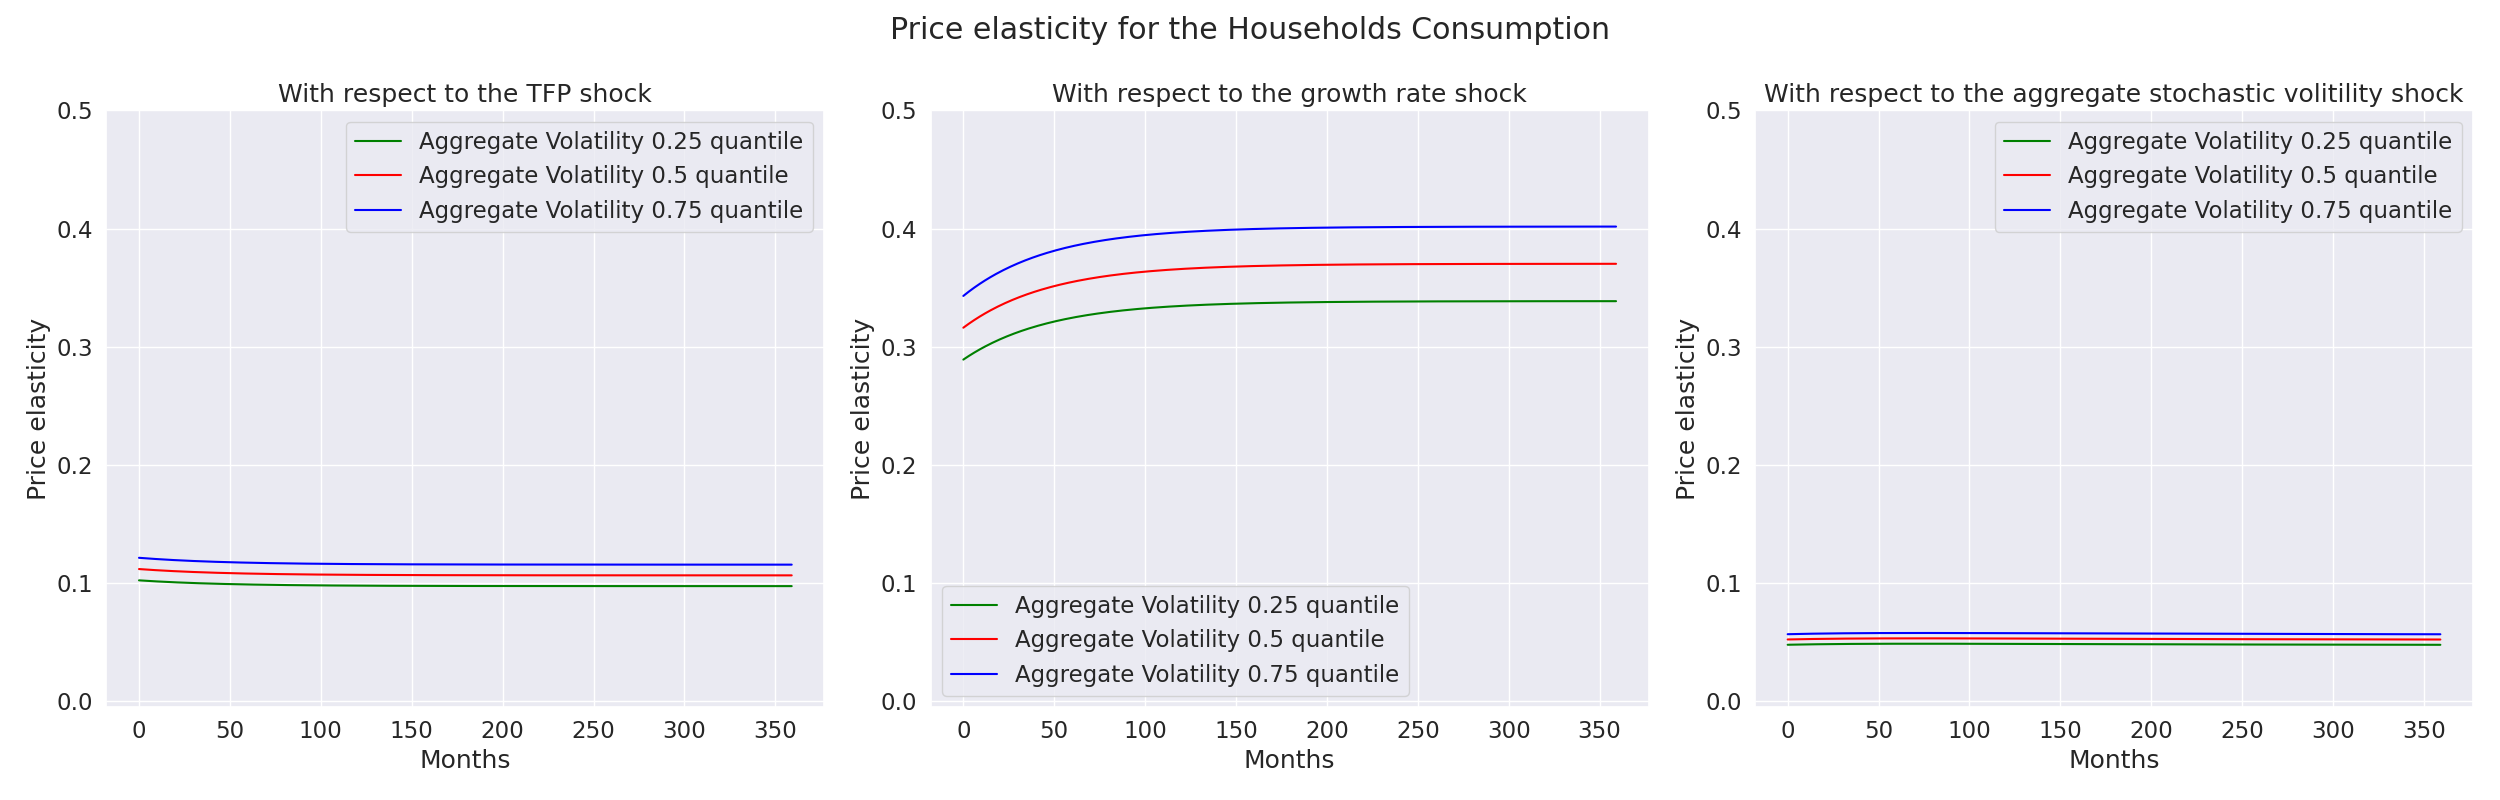 Price elasticity for the Households Consumption
With respect to the TFP shock
0.5
0.4
0.3
0.2
0.1
0.0
Price elasticity
Aggregate Volatility 0.25 quantile
Aggregate Volatility 0.5 quantile
Aggregate Volatility 0.75 quantile
0 50 100 150 200 250 300 350
Months
With respect to the growth rate shock
0.5
0.4
0.3
0.2
0.1
0.0
Price elasticity
Aggregate Volatility 0.25 quantile
Aggregate Volatility 0.5 quantile
Aggregate Volatility 0.75 quantile
0 50 100 150 200 250 300 350
Months
With respect to the aggregate stochastic volitility shock
0.5
0.4
0.3
0.2
0.1
0.0
Price elasticity
Aggregate Volatility 0.25 quantile
Aggregate Volatility 0.5 quantile
Aggregate Volatility 0.75 quantile
0 50 100 150 200 250 300 350
Months